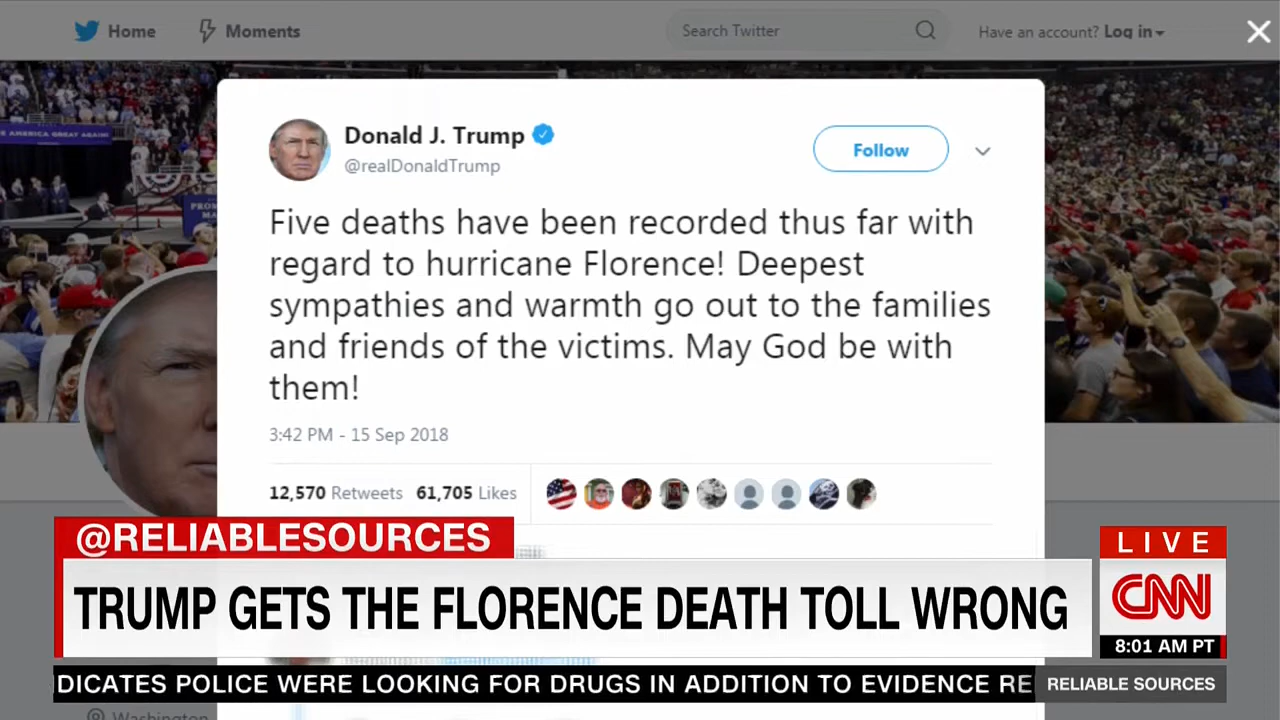 Home
Moments
Search Twitter
Have an account? Log in
AMERICA GREAT AGAIN!
Donald J. Trump
@realDonaldTrump
Follow
Five deaths have been recorded thus far with
regard to hurricane Florence! Deepest
sympathies and warmth go out to the families
and friends of the victims. May God be with
them!
3:42 PM - 15 Sep 2018
12,570 Retweets 61,705 Likes
@RELIABLESOURCES
TRUMP GETS THE FLORENCE DEATH TOLL WRONG
LIVE
CNN
8:01 AM PT
DICATES POLICE WERE LOOKING FOR DRUGS IN ADDITION TO EVIDENCE RE
RELIABLE SOURCES
Washington